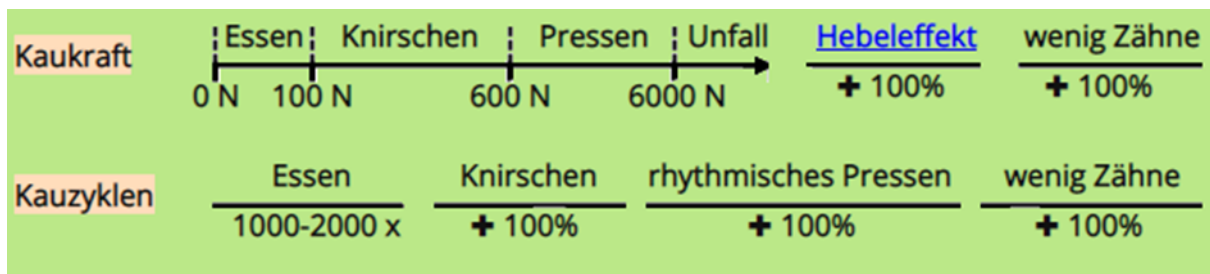 Kaukraft
Essen Knirschen Pressen Unfall Hebeleffekt wenig Zähne
0 N 100 N 600 N 6000 N + 100% + 100%
Kauzyklen
Essen Knirschen rhythmisches Pressen wenig Zähne
1000-2000 x + 100% + 100% + 100%